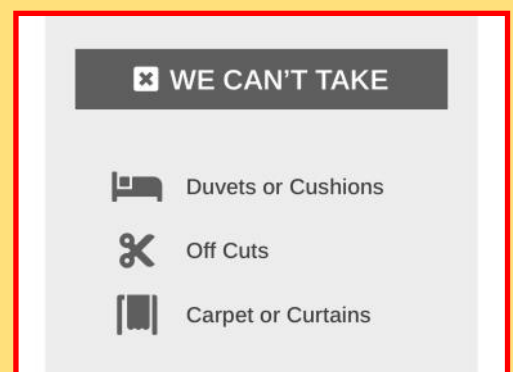 WE CAN'T TAKE
Duvets or Cushions
Off Cuts
Carpet or Curtains